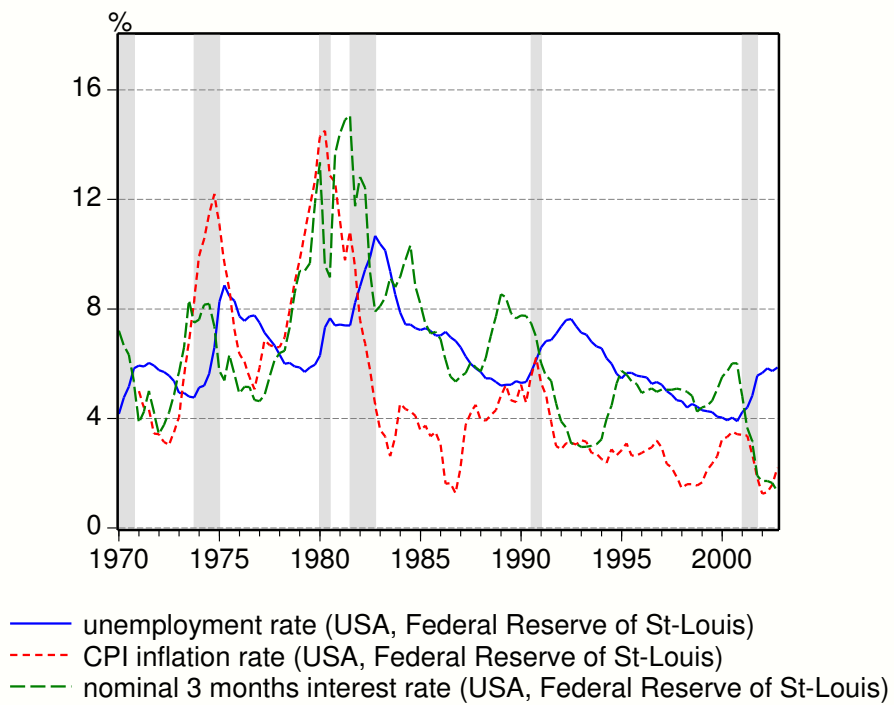 %
16
12
8
4
0
1970 1975 1980 1985 1990 1995 2000
unemployment rate (USA, Federal Reserve of St-Louis)
CPI inflation rate (USA, Federal Reserve of St-Louis)
nominal 3 months interest rate (USA, Federal Reserve of St-Louis)